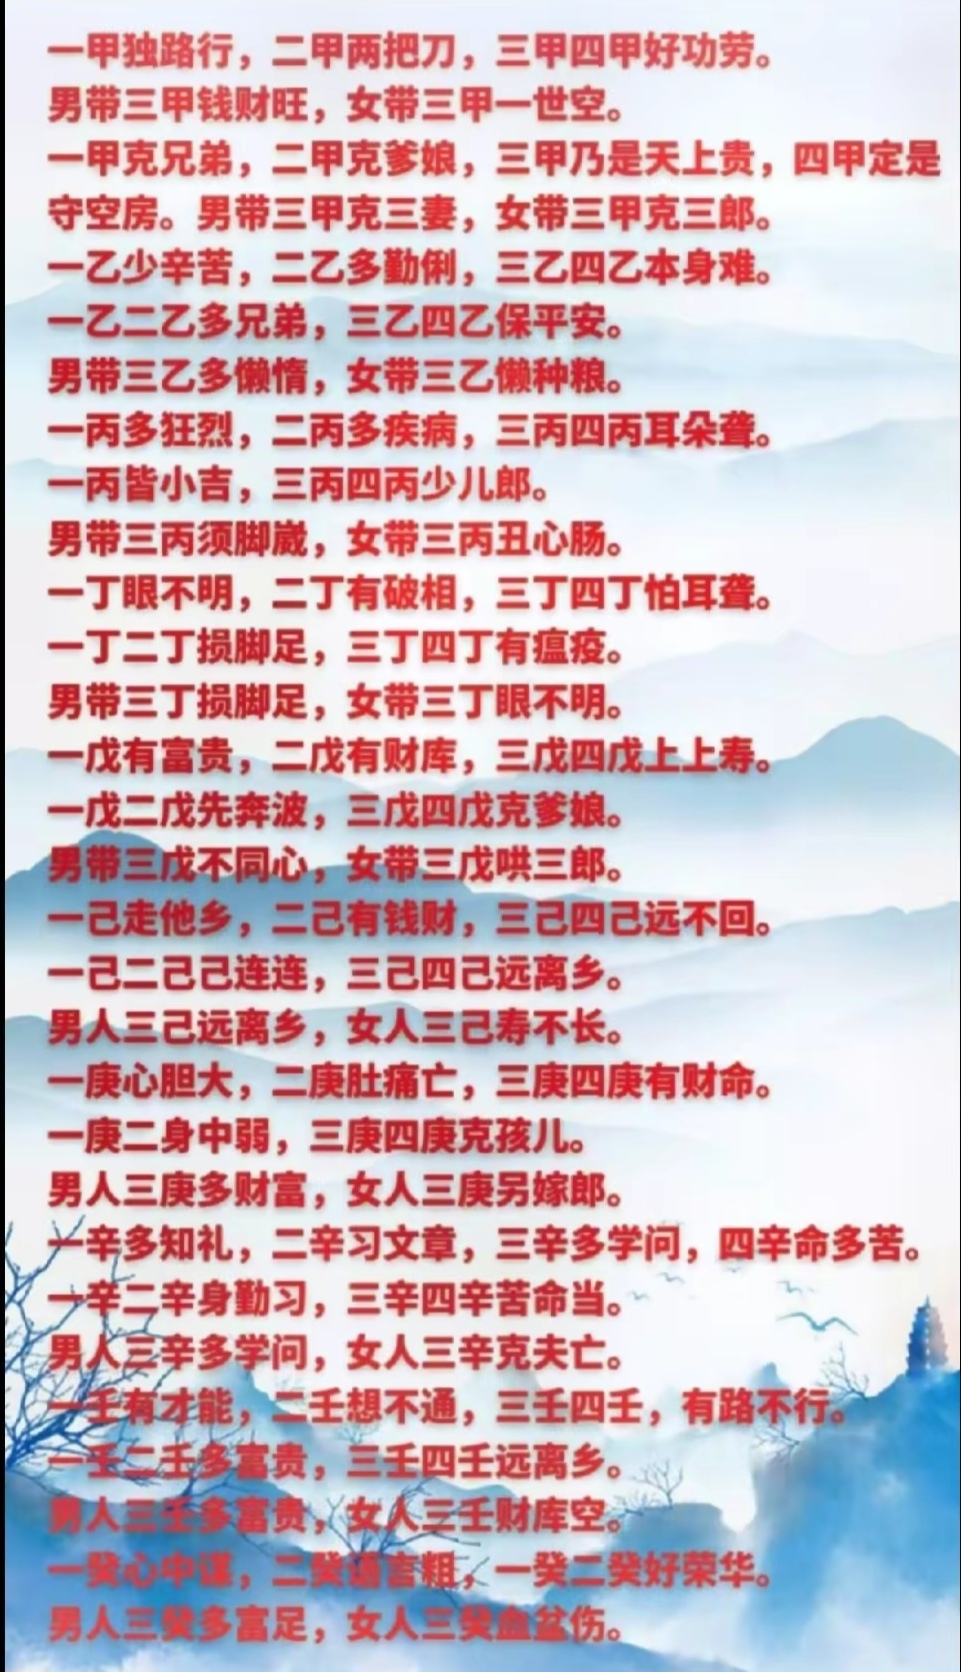 一甲独路行，二甲两把刀，三甲四甲好功劳。
男带三甲钱财旺，女带三甲一世空。
一甲克兄弟，二甲克爹娘，三甲乃是天上贵，四甲定是
守空房。男带三甲克三妻，女带三甲克三郎。
一乙少辛苦，二乙多勤俐，三乙四乙本身难。
一乙二乙多兄弟，三乙四乙保平安。
男带三乙多懒惰，女带三乙懒种粮。
一丙多狂烈，二丙多疾病，三丙四丙耳朵聋。
一丙皆小吉，三丙四丙少儿郎。
男带三丙须脚崴，女带三丙丑心肠。
一丁眼不明，二丁有破相，三丁四丁怕耳聋。
一丁二丁损脚足，三丁四丁有瘟疫。
男带三丁损脚足，女带三丁眼不明。
一戊有富贵，二戊有财库，三戊四戊上上寿。
一戊二戊先奔波，三戊四戊克爹娘。
男带三戊不同心，女带三戊哄三郎。
一己走他乡，二己有钱财，三己四己远不回。
一己二己己连连，三己四己远离乡。
男人三己远离乡，女人三己寿不长。
一庚心胆大，二庚肚痛亡，三庚四庚有财命。
一庚二身中弱，三庚四庚克孩儿。
男人三庚多财富，女人三庚另嫁郎。
一辛多知礼，二辛习文章，三辛多学问，四辛命多苦。
一辛二辛身勤习，三辛四辛苦命当。
男人三辛多学问，女人三辛克夫亡。
一壬有才能，二壬想不通，三壬四壬，有路不行。
一壬二壬多富贵，三壬四壬远离乡。
男人三壬多富贵，女人三壬财库空。
一癸心中谋，二癸语言粗，一癸二癸好荣华。
男人三癸多富足，女人三癸血盆伤。